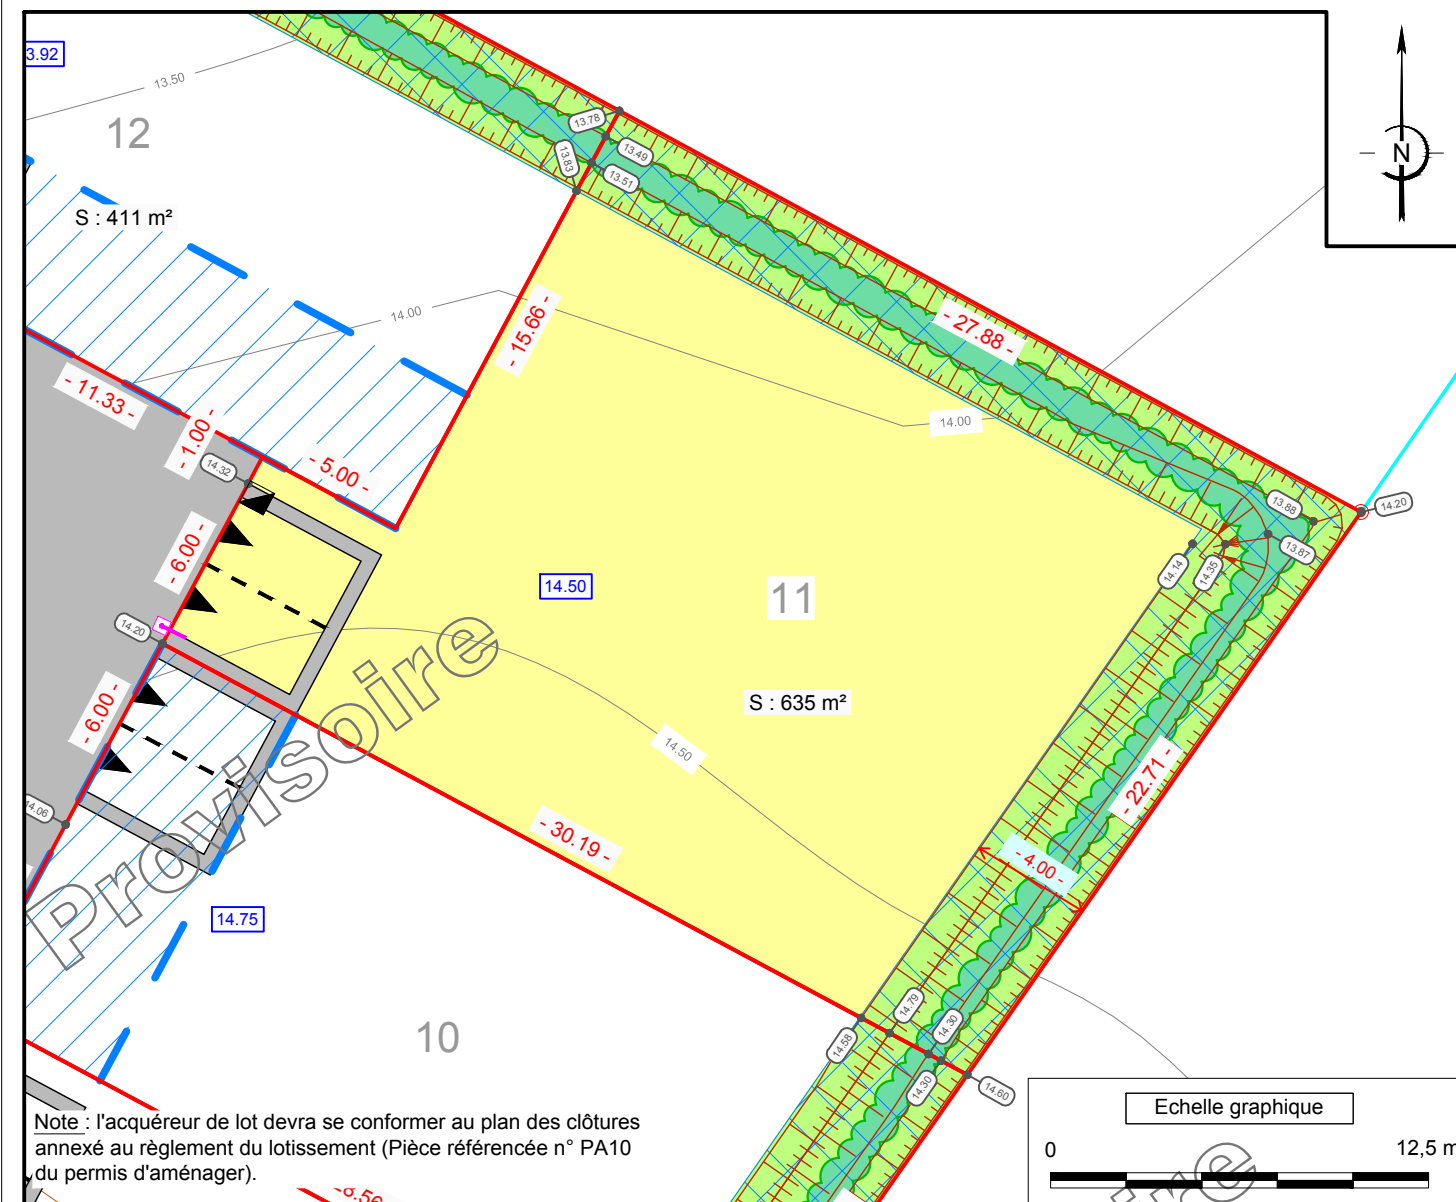 3.92
13.50
12
S : 411 m²
13.78
13.49
13.83
13.51
N
14.00
- 15.66 -
- 27.88 -
- 11.33 -
- 1.00 -
14.32
- 5.00 -
14.00
13.88
14.20
13.87
14.14
14.35
- 6.00 -
14.50
11
14.20
S : 635 m²
- 6.00 -
14.50
- 22.71 -
14.06
- 30.19 -
- 4.00 -
Provisoire
14.75
10
14.79
14.30
14.58
14.30
14.60
Note : l'acquéreur de lot devra se conformer au plan des clôtures
annexé au règlement du lotissement (Pièce référencée n° PA10
du permis d'aménager).
Echelle graphique
0 12,5 m